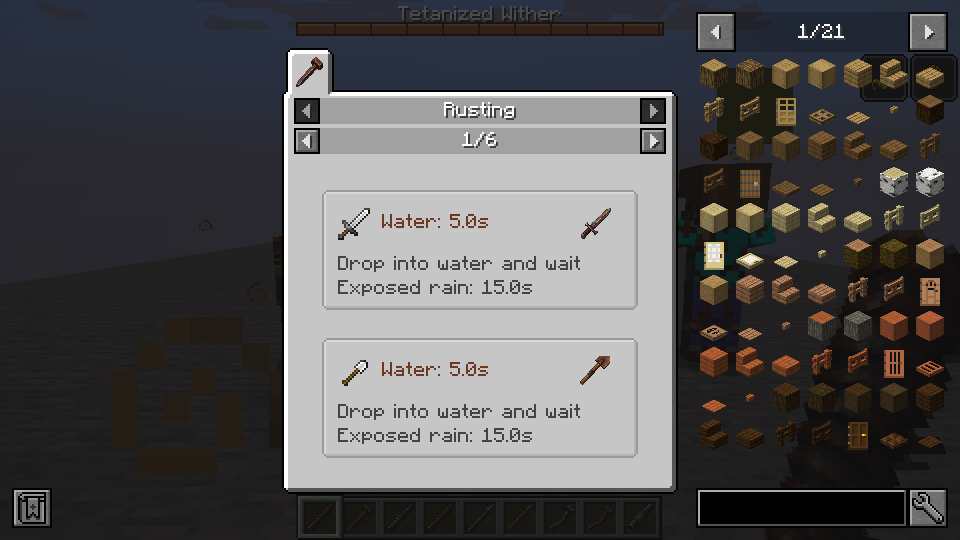 Tetanized Wither
1/21
Rusting
1/6
Water: 5.0s
Drop into water and wait
Exposed rain: 15.0s
Water: 5.0s
Drop into water and wait
Exposed rain: 15.0s